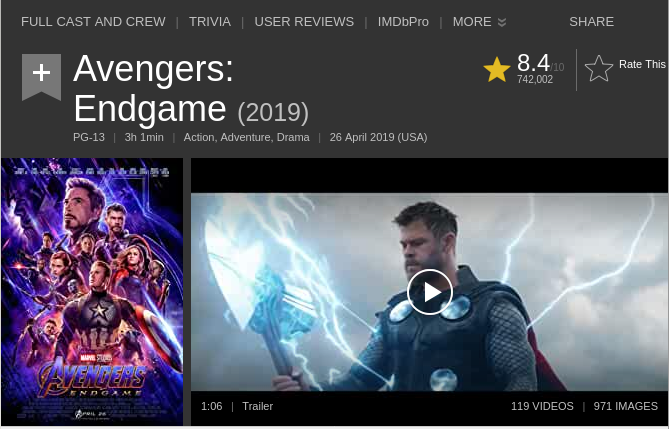 FULL CAST AND CREW | TRIVIA | USER REVIEWS | IMDbPro | MORE SHARE
Avengers:
Endgame (2019)
8.4/10
742,002
Rate This
PG-13 | 3h 1min | Action, Adventure, Drama | 26 April 2019 (USA)
MARVEL STUDIOS
AVENGERS
ENDGAME
APRIL 26
1:06 | Trailer
119 VIDEOS | 971 IMAGES